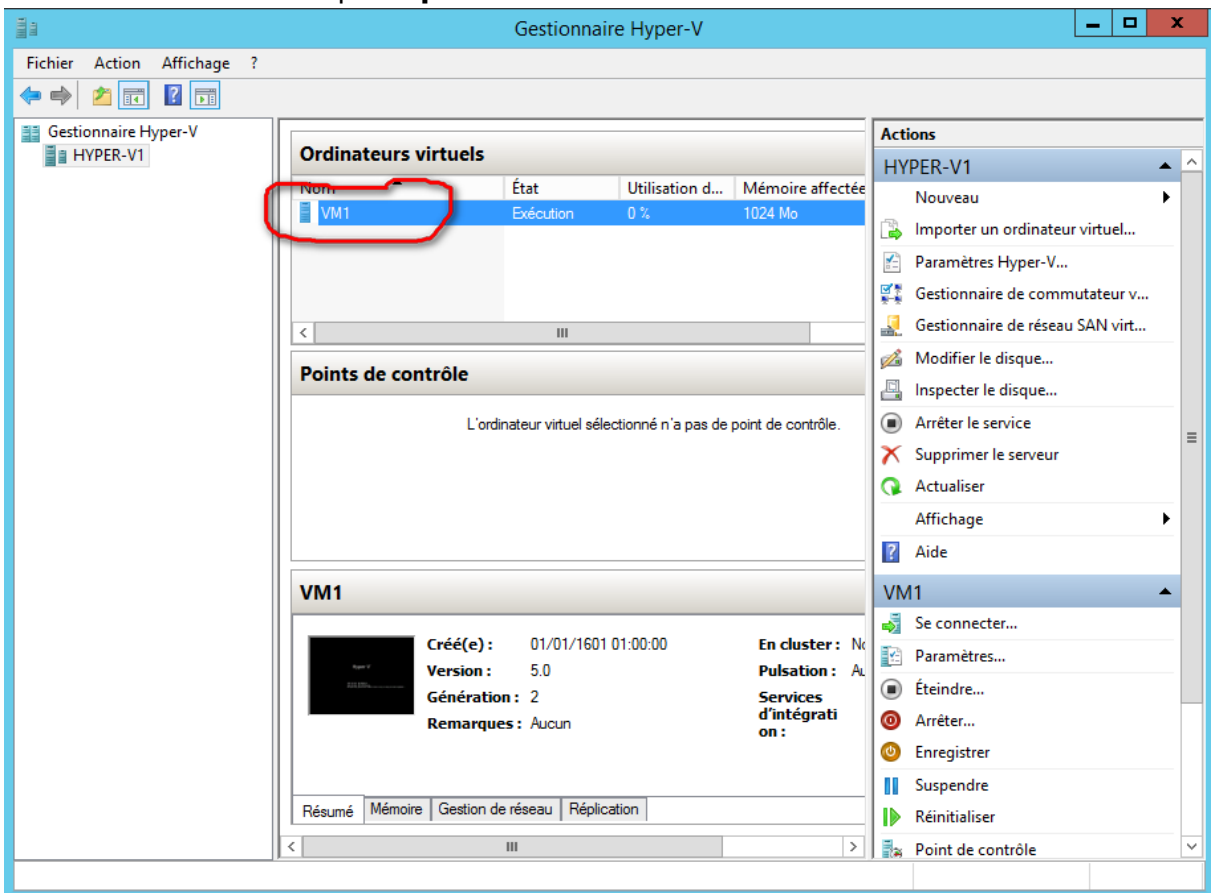 Gestionnaire Hyper-V
Fichier Action Affichage ?
Gestionnaire Hyper-V
HYPER-V1
Ordinateurs virtuels
Nom État Utilisation d... Mémoire affectée
VM1 Exécution 0 % 1024 Mo
Points de contrôle
L'ordinateur virtuel sélectionné n'a pas de point de contrôle.
VM1
Créé(e) : 01/01/1601 01:00:00 En cluster :
Version : 5.0 Pulsation :
Génération : 2 Services
d'intégrati
on :
Remarques : Aucun
Résumé Mémoire Gestion de réseau Réplication
Actions
HYPER-V1
Nouveau
Importer un ordinateur virtuel...
Paramètres Hyper-V...
Gestionnaire de commutateur v...
Gestionnaire de réseau SAN virt...
Modifier le disque...
Inspecter le disque...
Arrêter le service
Supprimer le serveur
Actualiser
Affichage
Aide
VM1
Se connecter...
Paramètres...
Éteindre...
Arrêter...
Enregistrer
Suspendre
Réinitialiser
Point de contrôle